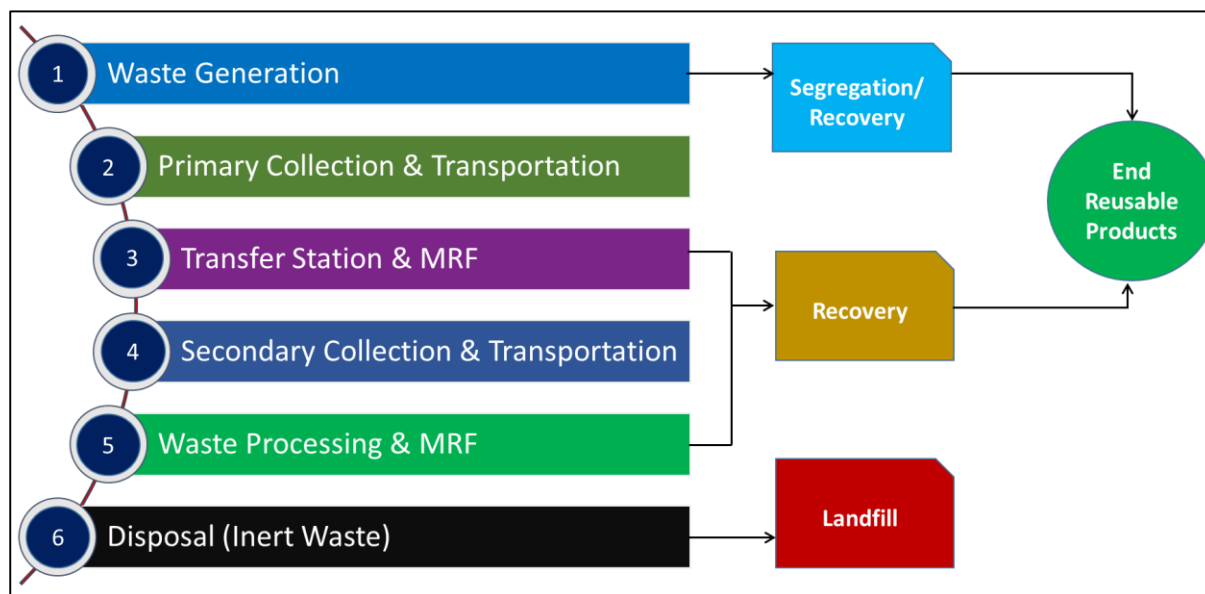 1
Waste Generation
2
Primary Collection & Transportation
3
Transfer Station & MRF
4
Secondary Collection & Transportation
5
Waste Processing & MRF
6
Disposal (Inert Waste)
Segregation/
Recovery
Recovery
Landfill
End
Reusable
Products